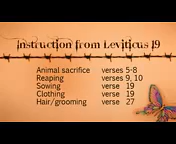 Instruction from Leviticus 19
Animal sacrifice verses 5-8
Reaping verses 9, 10
Sowing verse 19
Clothing verse 19
Hair/grooming verse 27